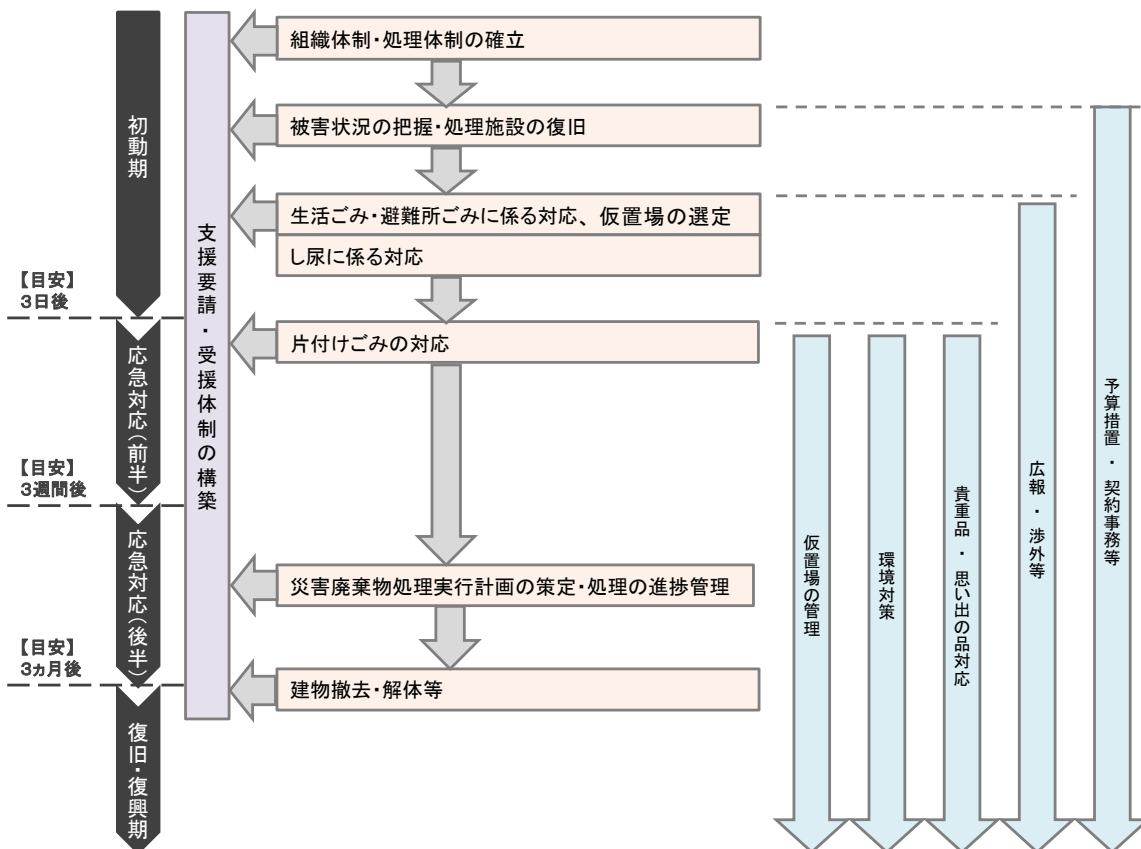 初動期
【目安】
3日後
応急対応(前半)
【目安】
3週間後
応急対応(後半)
【目安】
3ヵ月後
復旧・復興期
支援要請・受援体制の構築
組織体制・処理体制の確立
被害状況の把握・処理施設の復旧
生活ごみ・避難所ごみに係る対応、仮置場の選定
し尿に係る対応
片付けごみの対応
災害廃棄物処理実行計画の策定・処理の進捗管理
建物撤去・解体等
仮置場の管理
環境対策
貴重品・思い出の品対応
広報・渉外等
予算措置・契約事務等